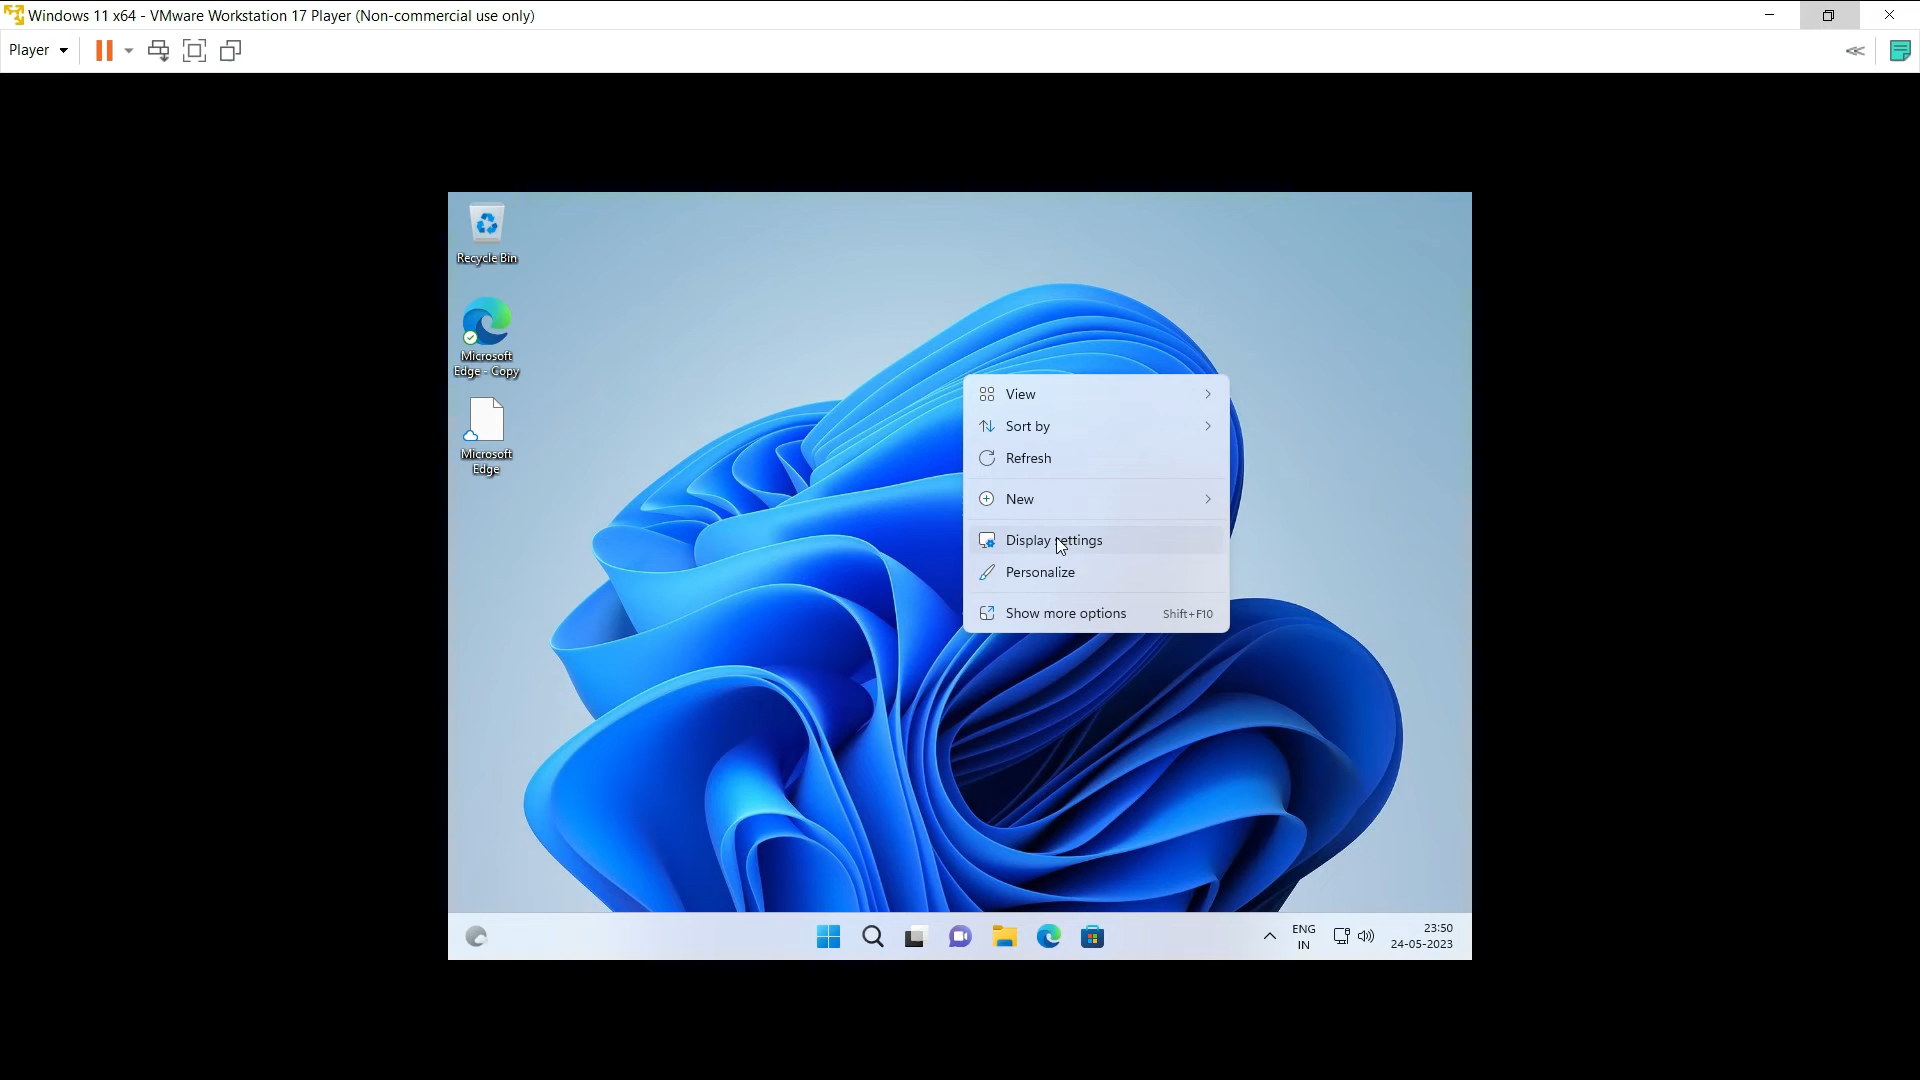 Windows 11 x64 - VMware Workstation 17 Player (Non-commercial use only)
Player
Recycle Bin
Microsoft
Edge - Copy
Microsoft
Edge
View
Sort by
Refresh
New
Display settings
Personalize
Show more options Shift+F10
ENG
IN
23:50
24-05-2023